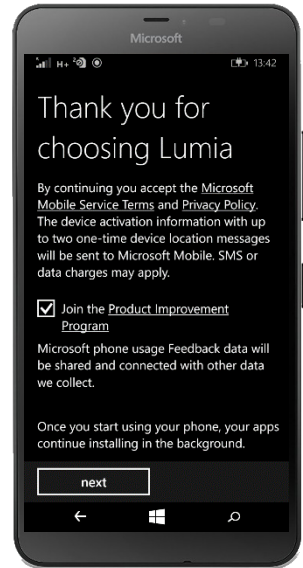 Microsoft
H+ 13:42
Thank you for
choosing Lumia
By continuing you accept the Microsoft
Mobile Service Terms and Privacy Policy.
The device activation information with up
to two one-time device location messages
will be sent to Microsoft Mobile. SMS or
data charges may apply.
Join the Product Improvement
Program
Microsoft phone usage Feedback data will
be shared and connected with other data
we collect.
Once you start using your phone, your apps
continue installing in the background.
next